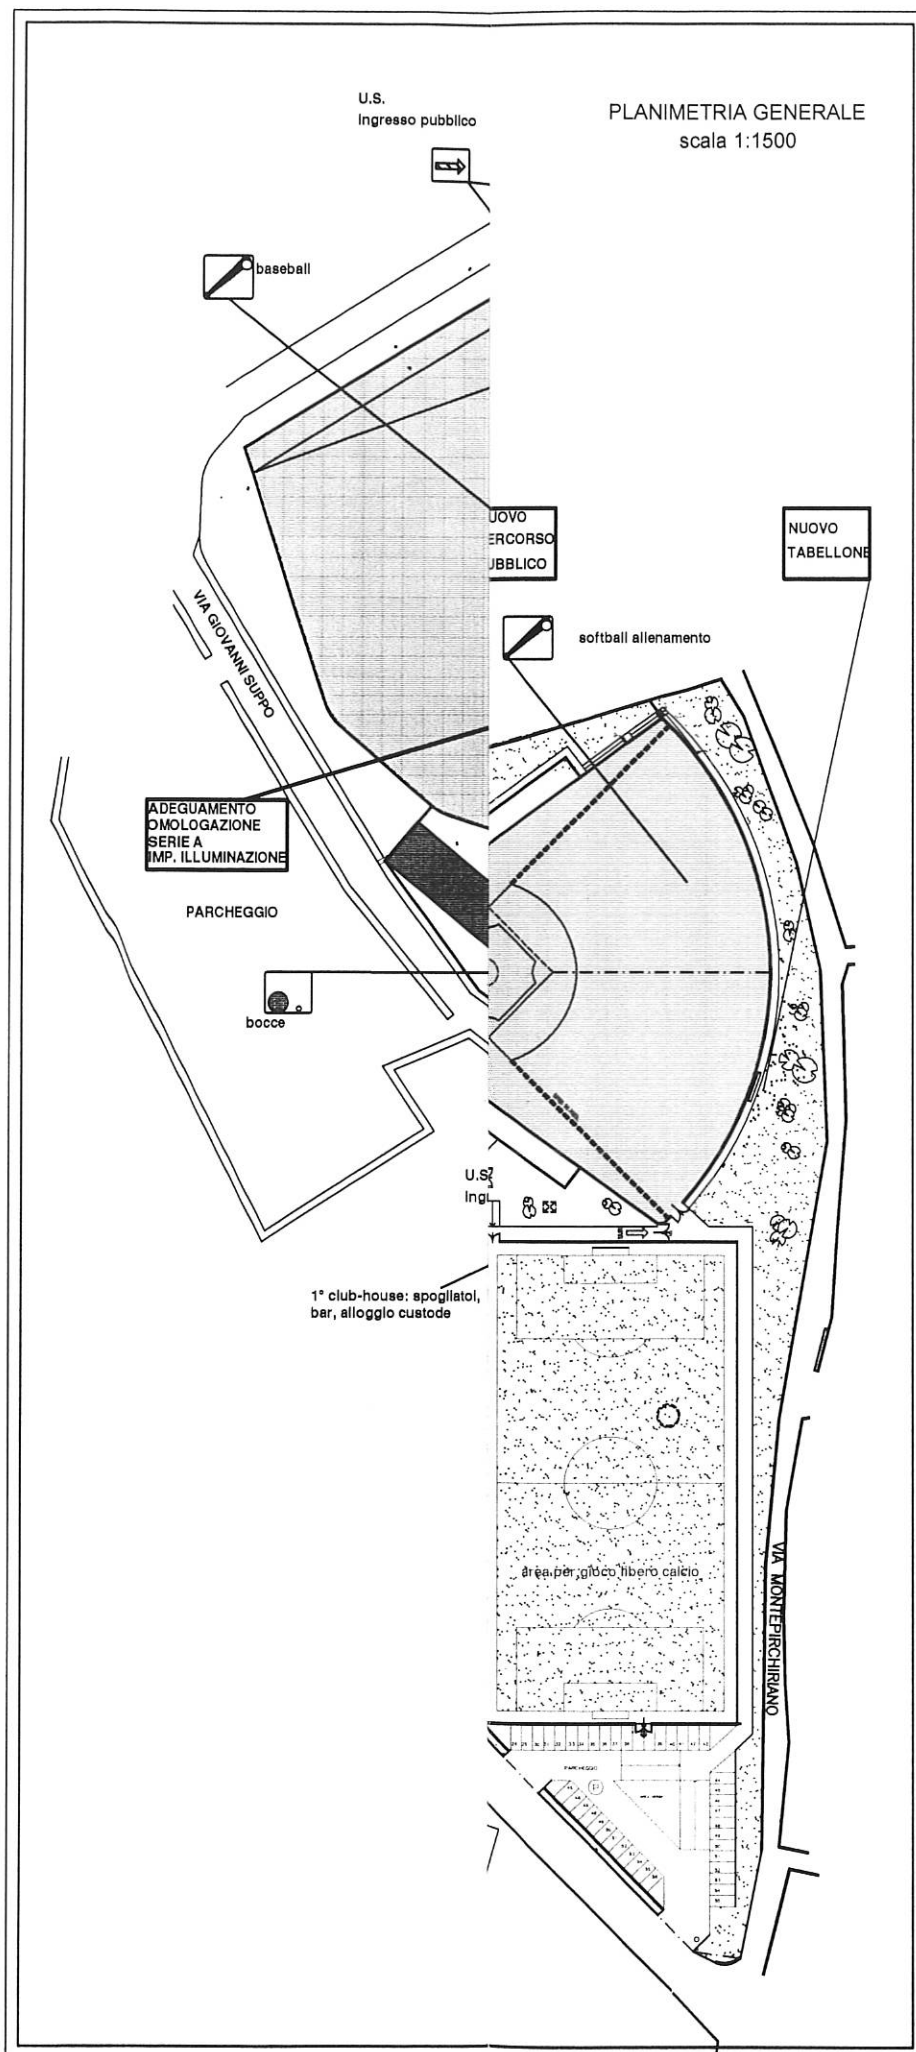 PLANIMETRIA GENERALE
scala 1:1500
U.S.
Ingresso pubblico
baseball
UOVO
ERCORSO
UBBLICO
NUOVO
TABELLONE
softball allenamento
VIA GIOVANNI SUPPO
ADEGUAMENTO
OMOLOGAZIONE
SERIE A
IMP. ILLUMINAZIONE
PARCHEGGIO
bocce
U.S
Ing
1° club-house: spogliatoi,
bar, alloggio custode
area per gioco libero calcio
VIA MONTEPIRCHIRIANO
PARCHEGGIO
P